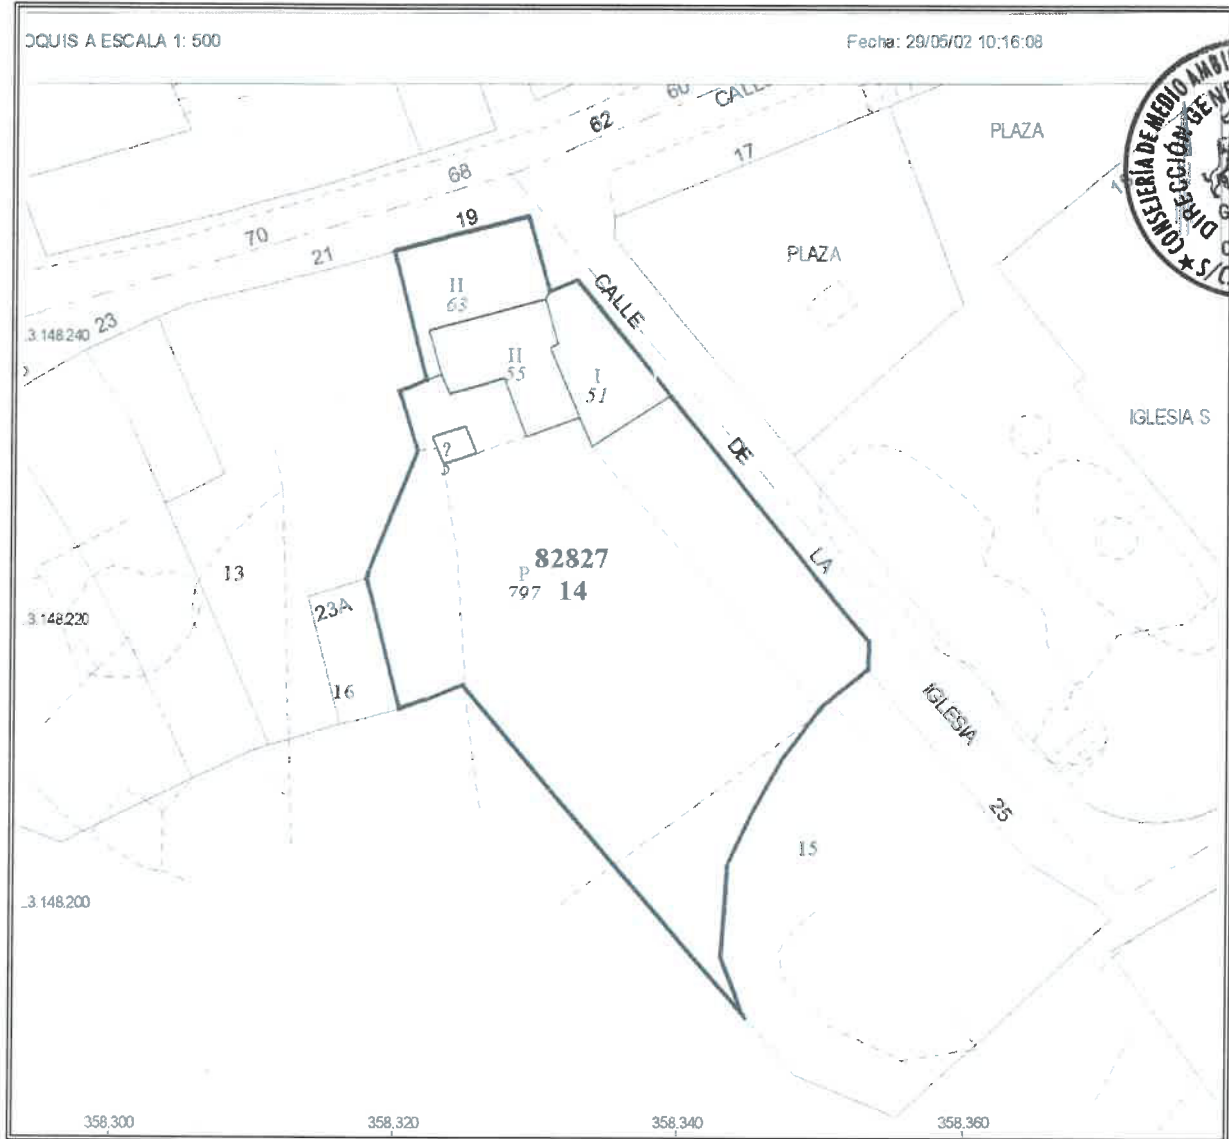 OQUIS A ESCALA 1: 500
Fecha: 29/05/02 10:16:08
CONSEJERÍA DE MEDIO AMBI
DIRECCIÓN GENE
60
CALLE
62
PLAZA
17
68
19
70
21
PLAZA
II
63
CALLE
23
3.148.240
II
55
I
51
IGLESIA S
DE
?
5
LA
82827
P
797
14
13
23A
3.148.220
16
IGLESIA
25
15
3.148.200
358.300
358.320
358.340
358.360